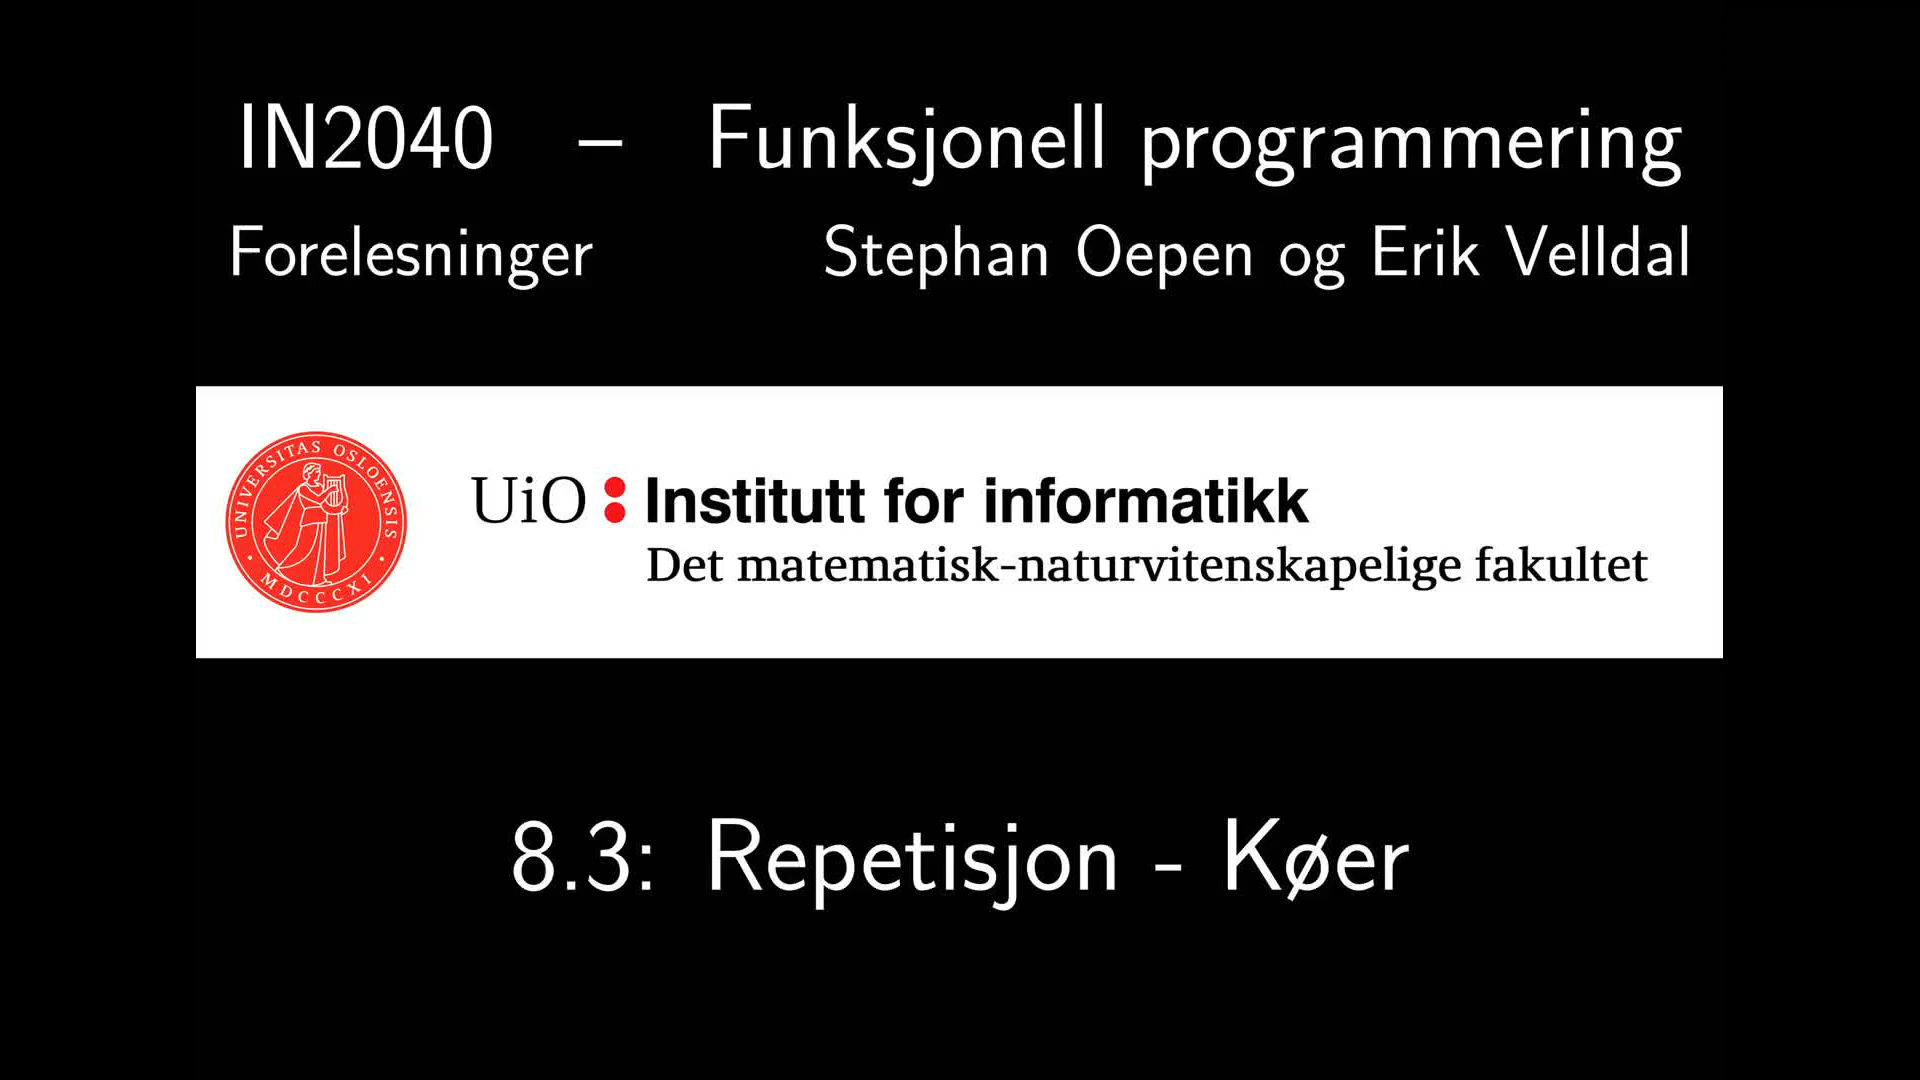 IN2040 – Funksjonell programmering
Forelesninger Stephan Oepen og Erik Velldal
UNIVERSITAS OSLOENSIS
MDCCCXI
UiO : Institutt for informatikk
Det matematisk-naturvitenskapelige fakultet
8.3: Repetisjon - Køer